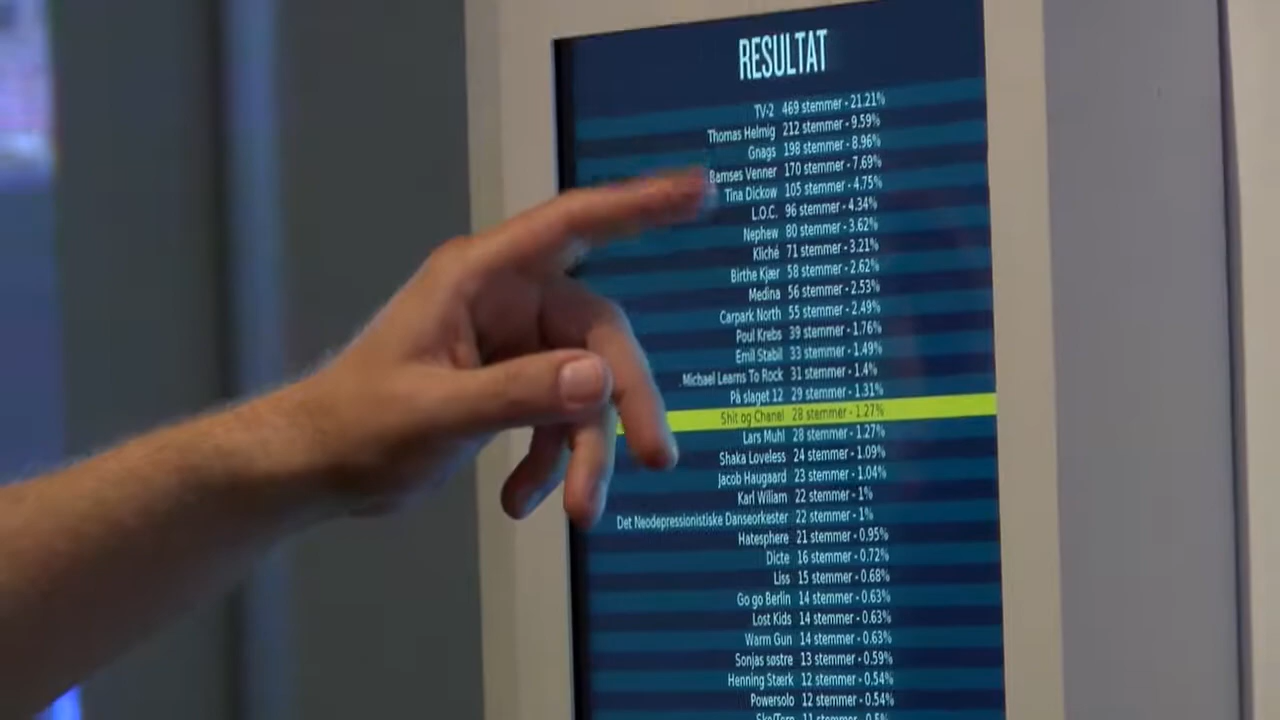 RESULTAT
TV-2 469 stemmer - 21.21%
Thomas Helmig 212 stemmer - 9.59%
Gnags 198 stemmer - 8.96%
Bamses Venner 170 stemmer - 7.69%
Tina Dickow 105 stemmer - 4.75%
L.O.C. 96 stemmer - 4.34%
Nephew 80 stemmer - 3.62%
Kliché 71 stemmer - 3.21%
Birthe Kjær 58 stemmer - 2.62%
Medina 56 stemmer - 2.53%
Carpark North 55 stemmer - 2.49%
Poul Krebs 39 stemmer - 1.76%
Emil Stabil 33 stemmer - 1.49%
Michael Learns To Rock 31 stemmer - 1.4%
På slaget 12 29 stemmer - 1.31%
Shit og Chanel 28 stemmer - 1.27%
Lars Muhl 28 stemmer - 1.27%
Shaka Loveless 24 stemmer - 1.09%
Jacob Haugaard 23 stemmer - 1.04%
Karl Wiliam 22 stemmer - 1%
Det Neodepressionistiske Danseorkester 22 stemmer - 1%
Hatesphere 21 stemmer - 0.95%
Dicte 16 stemmer - 0.72%
Liss 15 stemmer - 0.68%
Go go Berlin 14 stemmer - 0.63%
Lost Kids 14 stemmer - 0.63%
Warm Gun 14 stemmer - 0.63%
Sonjas søstre 13 stemmer - 0.59%
Henning Stærk 12 stemmer - 0.54%
Powersolo 12 stemmer - 0.54%
11 stemmer - 0.5%